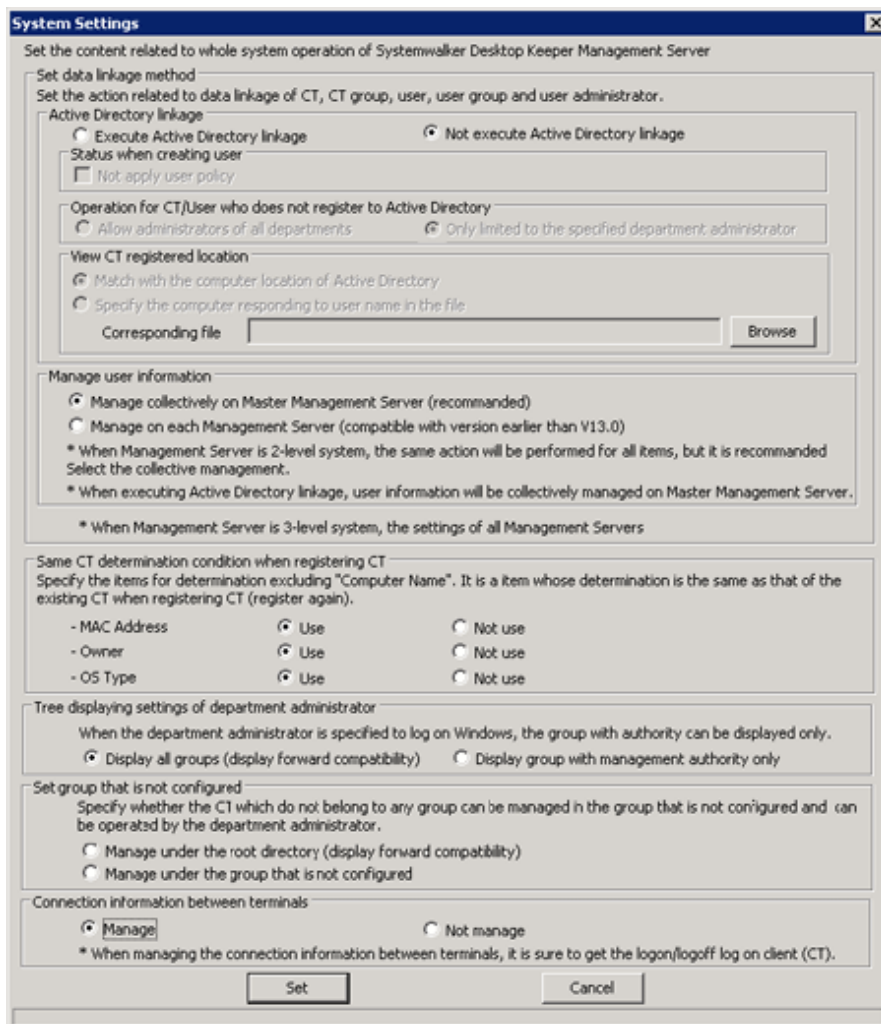 System Settings
Set the content related to whole system operation of Systemwalker Desktop Keeper Management Server
Set data linkage method
Set the action related to data linkage of CT, CT group, user, user group and user administrator.
Active Directory linkage
Execute Active Directory linkage Not execute Active Directory linkage
Status when creating user
Not apply user policy
Operation for CT/User who does not register to Active Directory
Allow administrators of all departments Only limited to the specified department administrator
View CT registered location
Match with the computer location of Active Directory
Specify the computer responding to user name in the file
Corresponding file Browse
Manage user information
Manage collectively on Master Management Server (recommanded)
Manage on each Management Server (compatible with version earlier than V13.0)
* When Management Server is 2-level system, the same action will be performed for all items, but it is recommanded
Select the collective management.
* When executing Active Directory linkage, user information will be collectively managed on Master Management Server.
* When Management Server is 3-level system, the settings of all Management Servers
Same CT determination condition when registering CT
Specify the items for determination excluding "Computer Name". It is a item whose determination is the same as that of the
existing CT when registering CT (register again).
- MAC Address Use Not use
- Owner Use Not use
- OS Type Use Not use
Tree displaying settings of department administrator
When the department administrator is specified to log on Windows, the group with authority can be displayed only.
Display all groups (display forward compatibility) Display group with management authority only
Set group that is not configured
Specify whether the CT which do not belong to any group can be managed in the group that is not configured and can
be operated by the department administrator.
Manage under the root directory (display forward compatibility)
Manage under the group that is not configured
Connection information between terminals
Manage Not manage
* When managing the connection information between terminals, it is sure to get the logon/logoff log on client (CT).
Set Cancel